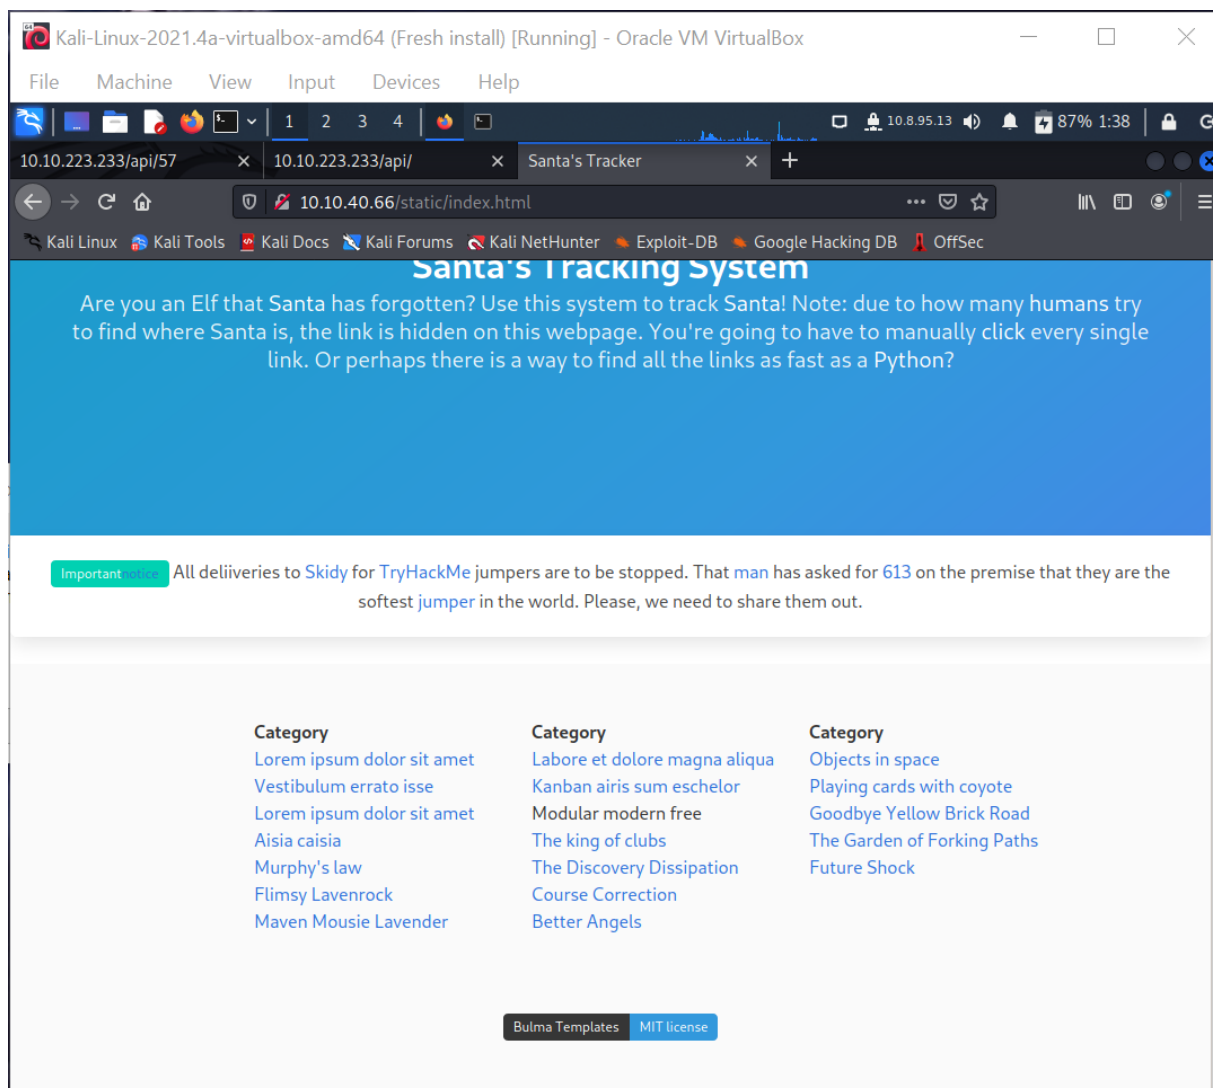 Kali-Linux-2021.4a-virtualbox-amd64 (Fresh install) [Running] - Oracle VM VirtualBox
File Machine View Input Devices Help
1 2 3 4 10.8.95.13 87% 1:38
10.10.223.233/api/57 10.10.223.233/api/ Santa's Tracker
10.10.40.66/static/index.html
Kali Linux Kali Tools Kali Docs Kali Forums Kali NetHunter Exploit-DB Google Hacking DB OffSec
Santa's Tracking System
Are you an Elf that Santa has forgotten? Use this system to track Santa! Note: due to how many humans try
to find where Santa is, the link is hidden on this webpage. You're going to have to manually click every single
link. Or perhaps there is a way to find all the links as fast as a Python?
Importantnotice All deliiveries to Skidy for TryHackMe jumpers are to be stopped. That man has asked for 613 on the premise that they are the
softest jumper in the world. Please, we need to share them out.
Category
Lorem ipsum dolor sit amet
Vestibulum errato isse
Lorem ipsum dolor sit amet
Aisia caisia
Murphy's law
Flimsy Lavenrock
Maven Mousie Lavender
Category
Labore et dolore magna aliqua
Kanban airis sum eschelor
Modular modern free
The king of clubs
The Discovery Dissipation
Course Correction
Better Angels
Category
Objects in space
Playing cards with coyote
Goodbye Yellow Brick Road
The Garden of Forking Paths
Future Shock
Bulma Templates MIT license